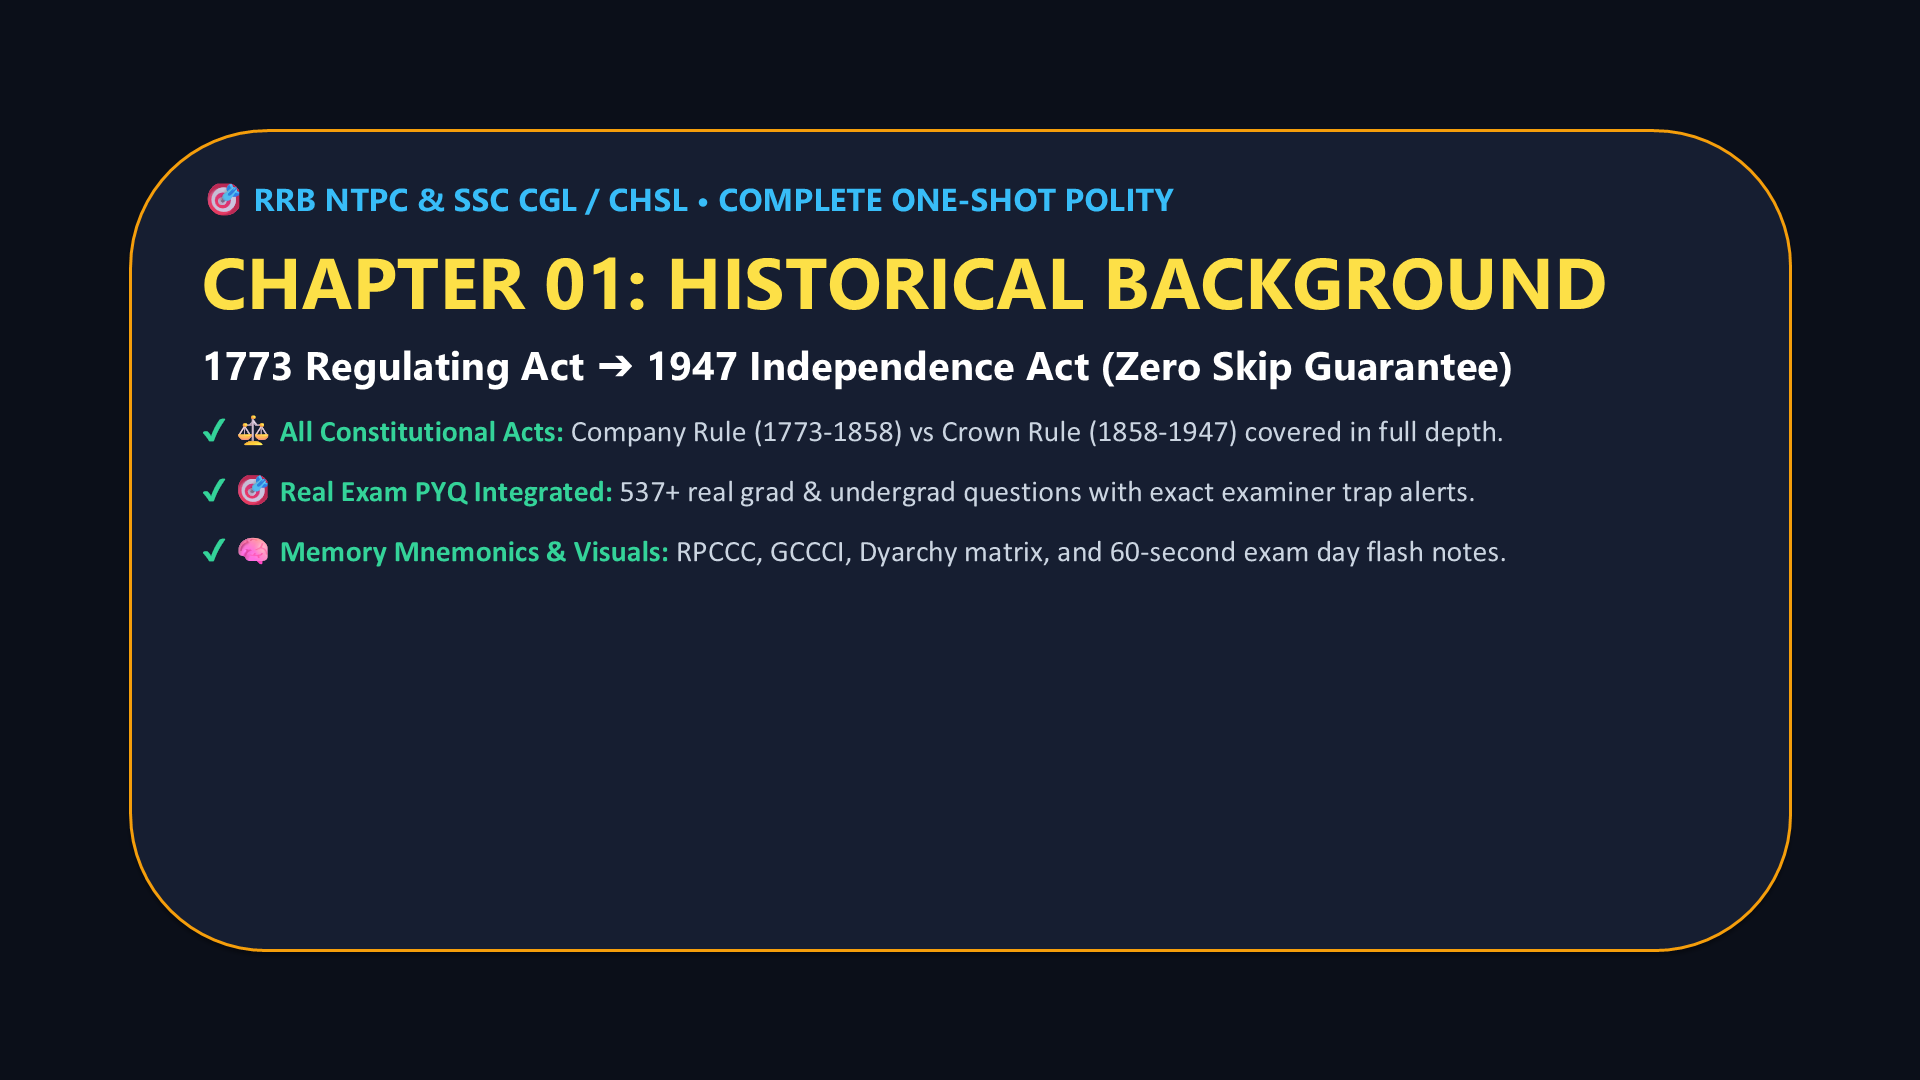 🎯 RRB NTPC & SSC CGL / CHSL • COMPLETE ONE-SHOT POLITY
CHAPTER 01: HISTORICAL BACKGROUND
1773 Regulating Act ➔ 1947 Independence Act (Zero Skip Guarantee)
✔ ⚖️ All Constitutional Acts: Company Rule (1773-1858) vs Crown Rule (1858-1947) covered in full depth.
✔ 🎯 Real Exam PYQ Integrated: 537+ real grad & undergrad questions with exact examiner trap alerts.
✔ 🧠 Memory Mnemonics & Visuals: RPCCC, GCCCI, Dyarchy matrix, and 60-second exam day flash notes.